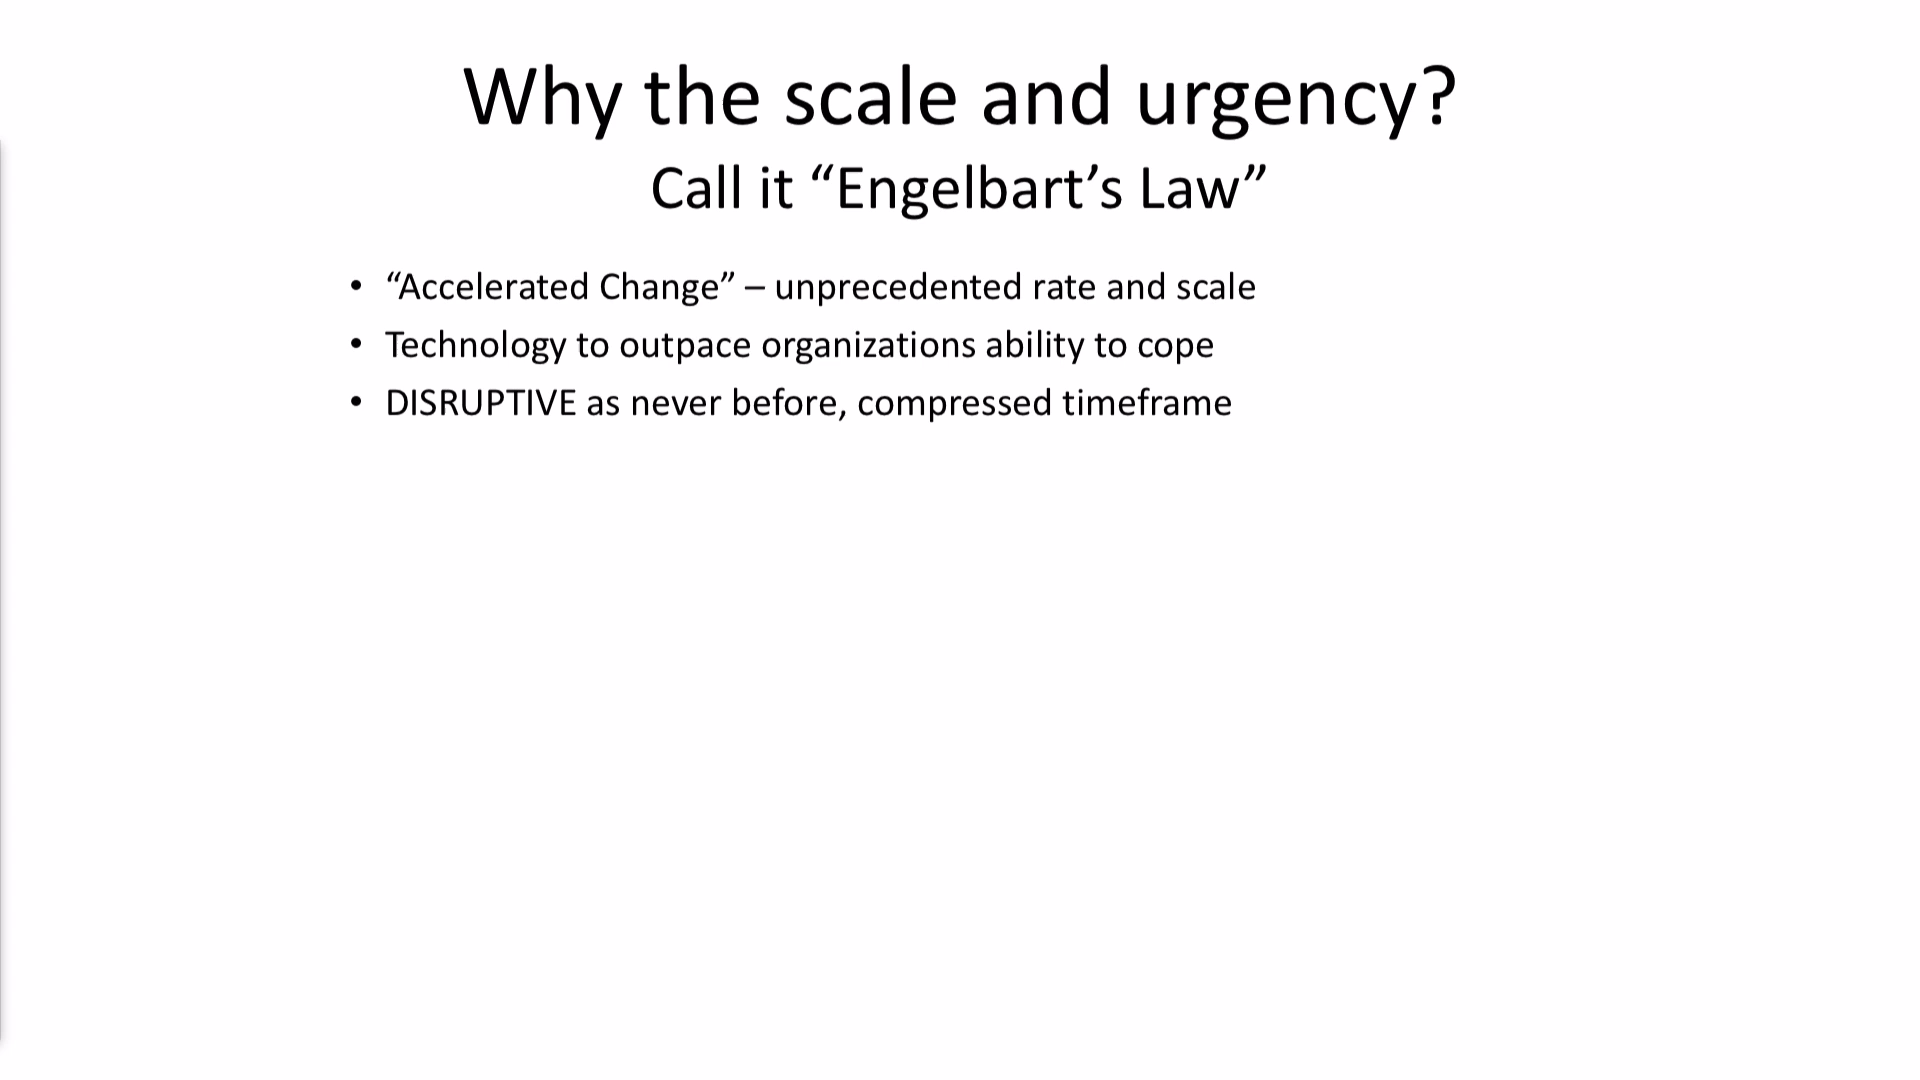 Why the scale and urgency?
Call it “Engelbart’s Law”
• “Accelerated Change” – unprecedented rate and scale
• Technology to outpace organizations ability to cope
• DISRUPTIVE as never before, compressed timeframe